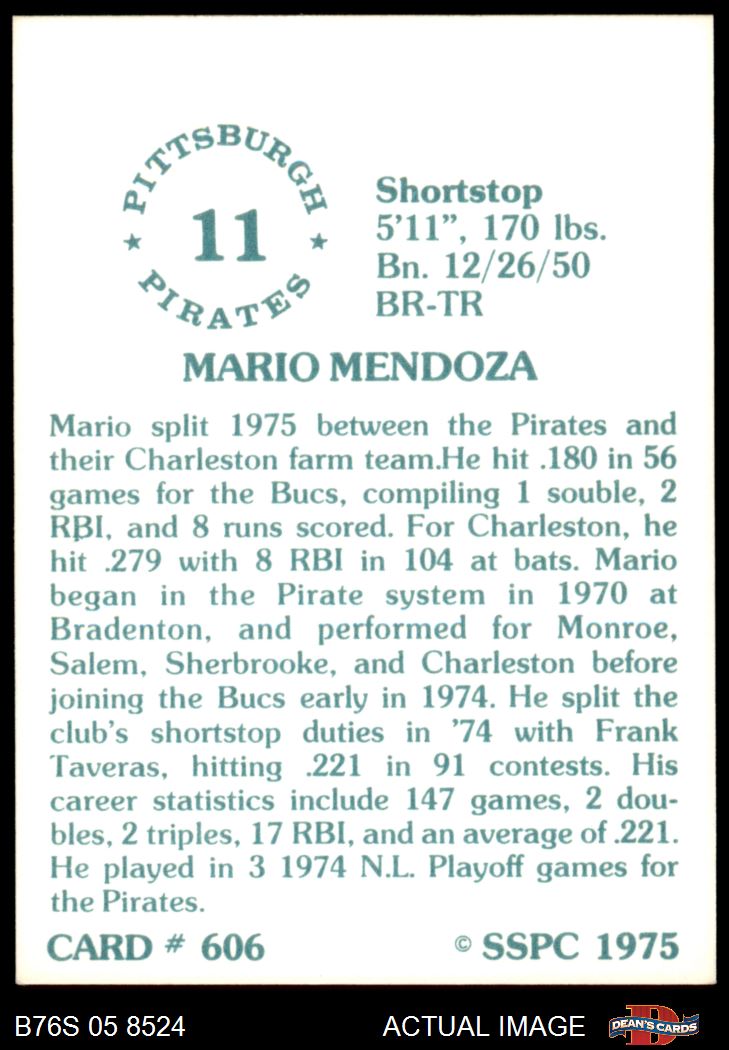 PITTSBURGH
11
PIRATES
Shortstop
5'11", 170 lbs.
Bn. 12/26/50
BR-TR
MARIO MENDOZA
Mario split 1975 between the Pirates and
their Charleston farm team.He hit .180 in 56
games for the Bucs, compiling 1 souble, 2
RBI, and 8 runs scored. For Charleston, he
hit .279 with 8 RBI in 104 at bats. Mario
began in the Pirate system in 1970 at
Bradenton, and performed for Monroe,
Salem, Sherbrooke, and Charleston before
joining the Bucs early in 1974. He split the
club's shortstop duties in '74 with Frank
Taveras, hitting .221 in 91 contests. His
career statistics include 147 games, 2 dou-
bles, 2 triples, 17 RBI, and an average of .221.
He played in 3 1974 N.L. Playoff games for
the Pirates.
CARD # 606
© SSPC 1975
B76S 05 8524
ACTUAL IMAGE
D
DEAN'S CARDS